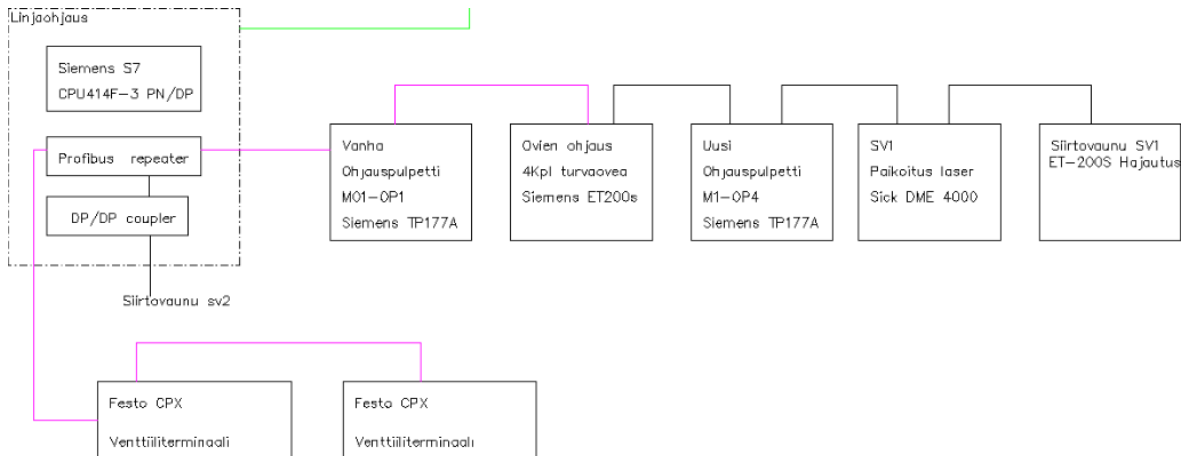 Linjaohjaus
Siemens S7
CPU414F-3 PN/DP
Profibus repeater
DP/DP coupler
Siirtovaunu sv2
Vanha
Ohjauspulpetti
M01-OP1
Siemens TP177A
Ovien ohjaus
4Kpl turvaovea
Siemens ET200s
Uusi
Ohjauspulpetti
M1-OP4
Siemens TP177A
SV1
Paikoitus laser
Sick DME 4000
Siirtovaunu SV1
ET-200S Hajautus
Festo CPX
Venttiiliterminaali
Festo CPX
Venttiiliterminaali